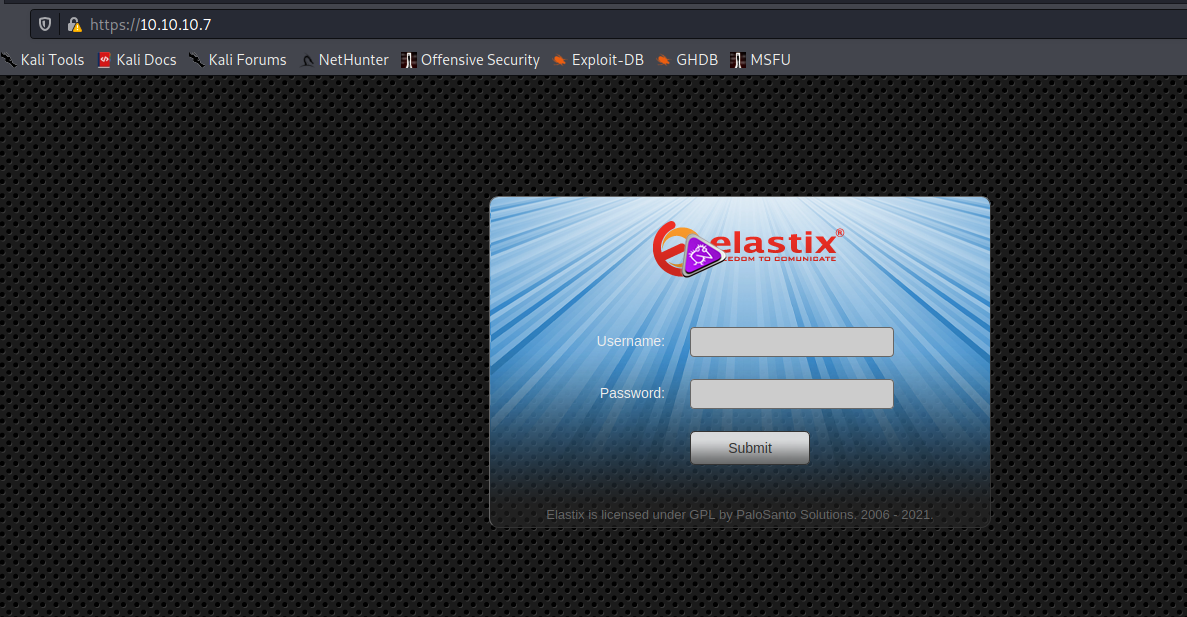 https://10.10.10.7
Kali Tools Kali Docs Kali Forums NetHunter Offensive Security Exploit-DB GHDB MSFU
elastix®
EDOM TO COMUNICATE
Username:
Password:
Submit
Elastix is licensed under GPL by PaloSanto Solutions. 2006 - 2021.